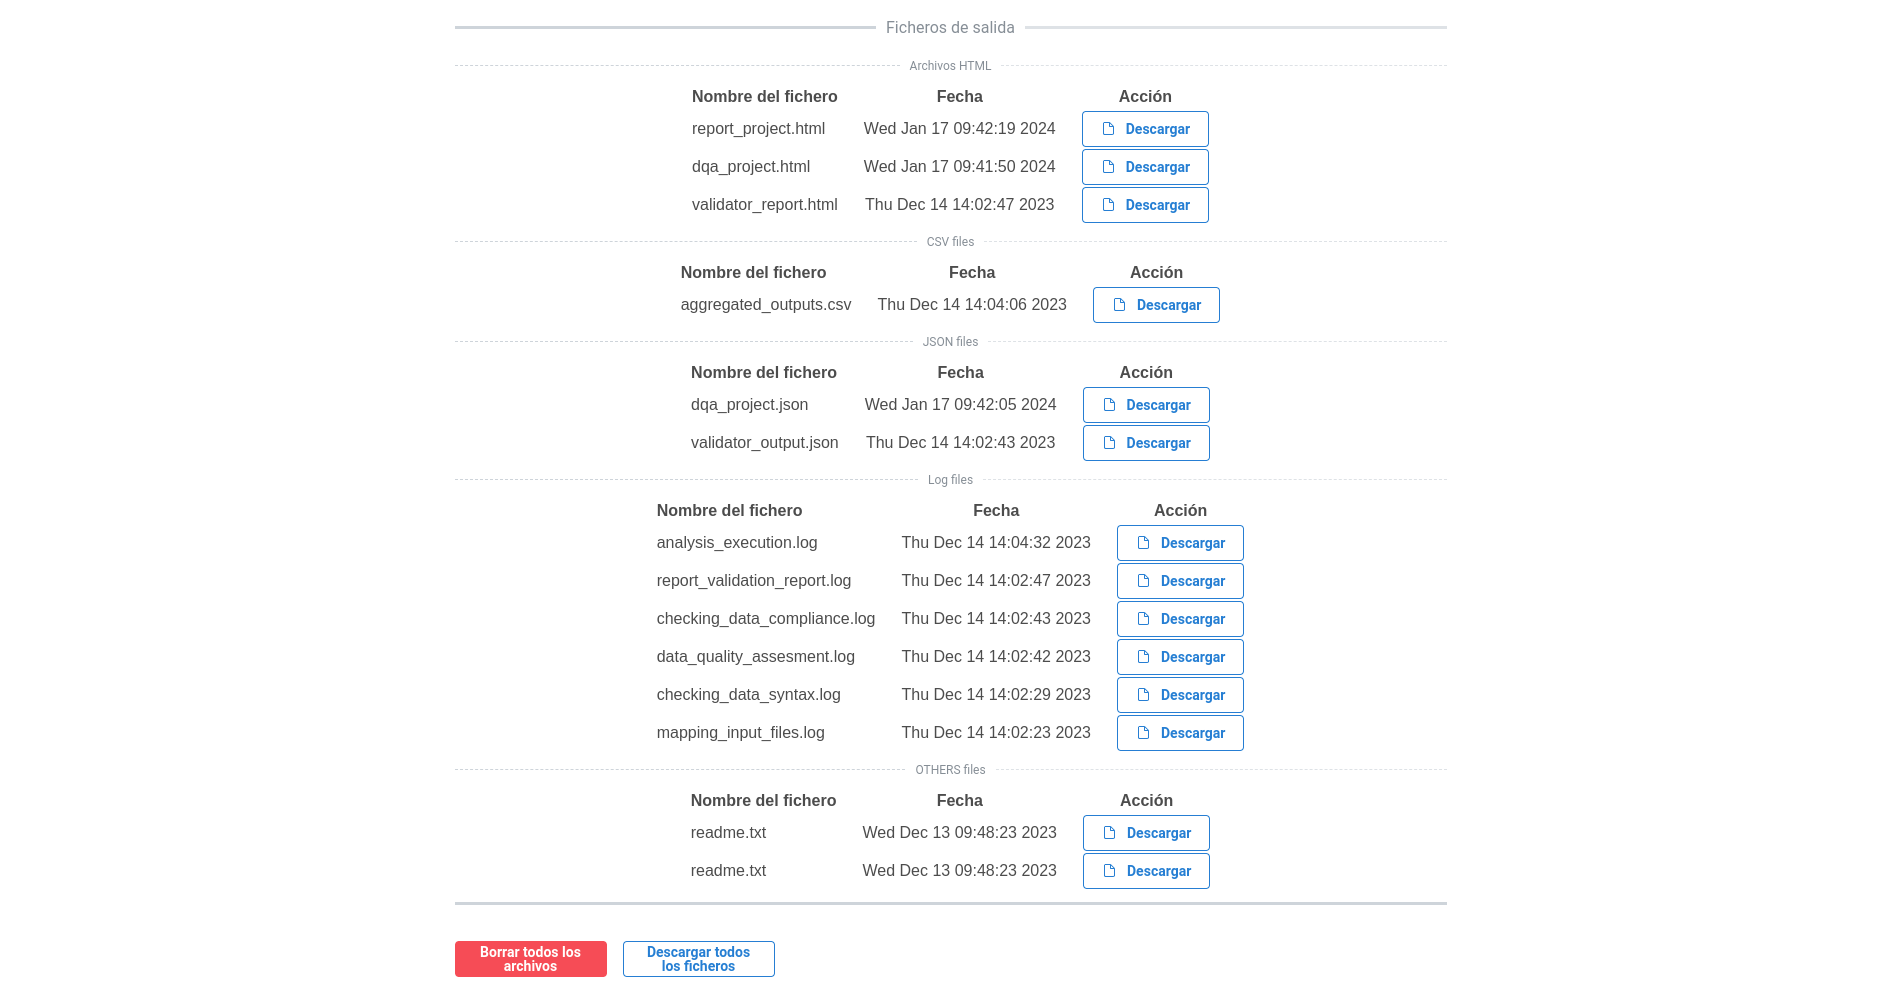 Ficheros de salida
Archivos HTML
Nombre del fichero Fecha Acción
report_project.html Wed Jan 17 09:42:19 2024 Descargar
dqa_project.html Wed Jan 17 09:41:50 2024 Descargar
validator_report.html Thu Dec 14 14:02:47 2023 Descargar
CSV files
Nombre del fichero Fecha Acción
aggregated_outputs.csv Thu Dec 14 14:04:06 2023 Descargar
JSON files
Nombre del fichero Fecha Acción
dqa_project.json Wed Jan 17 09:42:05 2024 Descargar
validator_output.json Thu Dec 14 14:02:43 2023 Descargar
Log files
Nombre del fichero Fecha Acción
analysis_execution.log Thu Dec 14 14:04:32 2023 Descargar
report_validation_report.log Thu Dec 14 14:02:47 2023 Descargar
checking_data_compliance.log Thu Dec 14 14:02:43 2023 Descargar
data_quality_assesment.log Thu Dec 14 14:02:42 2023 Descargar
checking_data_syntax.log Thu Dec 14 14:02:29 2023 Descargar
mapping_input_files.log Thu Dec 14 14:02:23 2023 Descargar
OTHERS files
Nombre del fichero Fecha Acción
readme.txt Wed Dec 13 09:48:23 2023 Descargar
readme.txt Wed Dec 13 09:48:23 2023 Descargar
Borrar todos los
archivos
Descargar todos
los ficheros